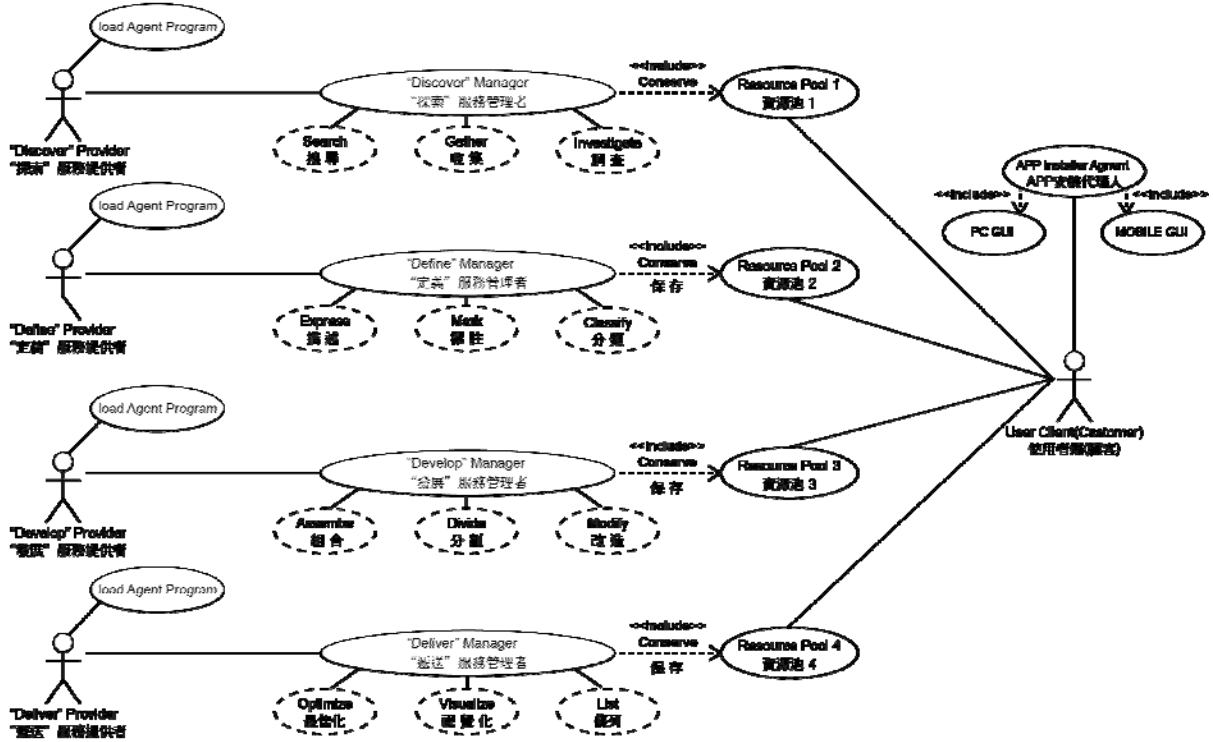 load Agent Program
"Discover" Manager
"探索" 服務管理者
<<Include>>
Conserve
Resource Pool 1
資源池 1
Search
搜尋
Gather
收集
Investigate
調查
"Discover" Provider
"探索" 服務提供者
APP Installer Agnent
APP安裝代理人
<<Include>>
<<Include>>
PC GUI
MOBILE GUI
load Agent Program
"Define" Manager
"定義" 服務管理者
<<Include>>
Conserve
保存
Resource Pool 2
資源池 2
Express
描述
Mask
Classify
分類
"Define" Provider
"定義" 服務提供者
load Agent Program
User Client(Customer)
使用者端(顧客)
"Develop" Manager
"發展" 服務管理者
<<Include>>
Conserve
保存
Resource Pool 3
資源池 3
Assembe
組合
Divide
分割
Modify
改造
"Develop" Provider
"發展" 服務提供者
load Agent Program
"Deliver" Manager
"遞送" 服務管理者
<<Include>>
Conserve
保存
Resource Pool 4
資源池 4
Optimize
最佳化
Visualize
視覺化
List
"Deliver" Provider
"遞送" 服務提供者